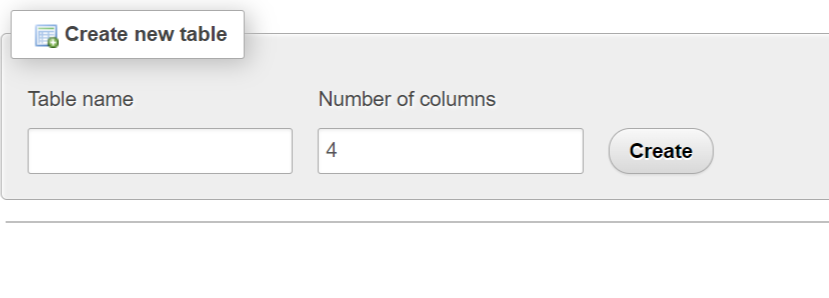 Create new table
Table name
Number of columns
4
Create